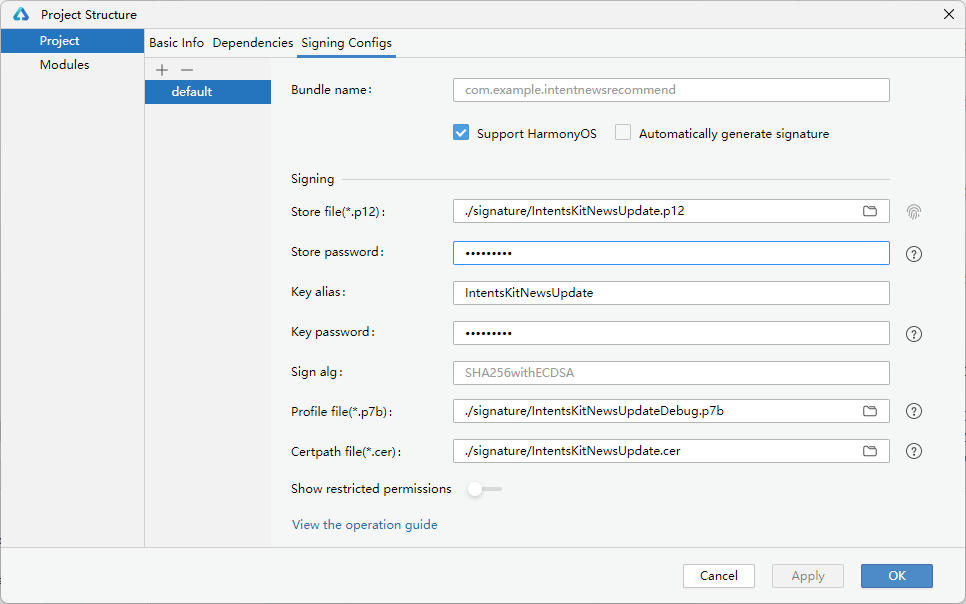 Project Structure
Project
Modules
Basic Info Dependencies Signing Configs
default
Bundle name:
com.example.intentnewsrecommend
Support HarmonyOS
Automatically generate signature
Signing
Store file(*.p12):
./signature/IntentsKitNewsUpdate.p12
Store password:
•••••••••
Key alias:
IntentsKitNewsUpdate
Key password:
•••••••••
Sign alg:
SHA256withECDSA
Profile file(*.p7b):
./signature/IntentsKitNewsUpdateDebug.p7b
Certpath file(*.cer):
./signature/IntentsKitNewsUpdate.cer
Show restricted permissions
View the operation guide
Cancel
Apply
OK